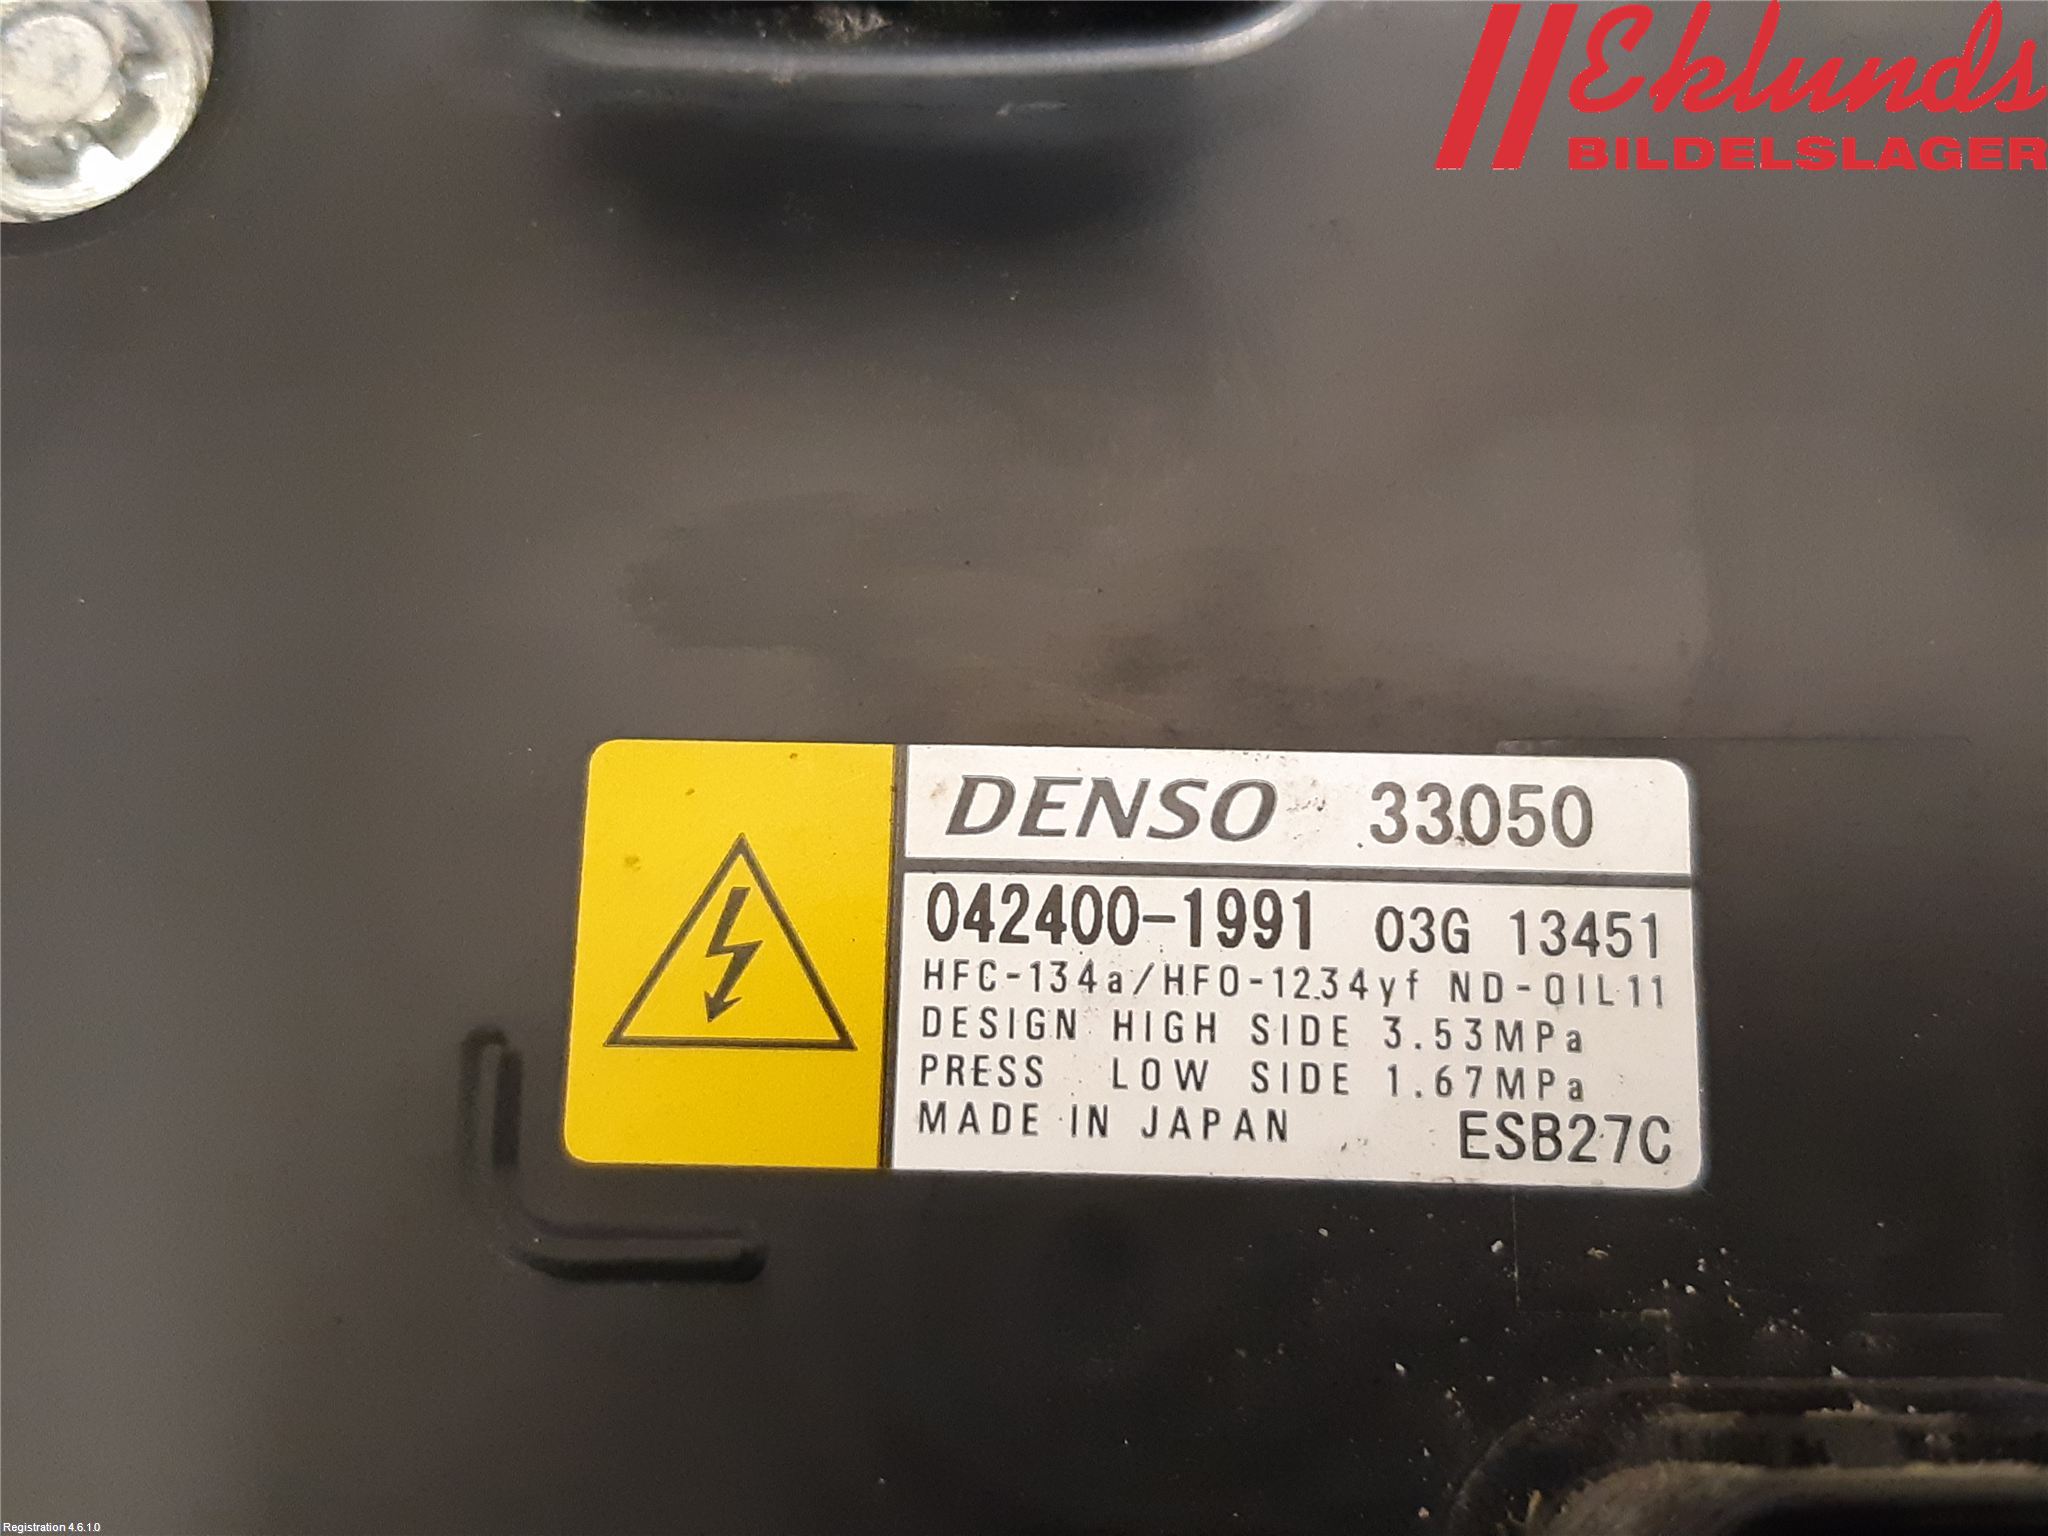 Eklunds
BILDELSLAGER
DENSO 33050
042400-1991 03G 13451
HFC-134a/HFO-1234yf ND-OIL11
DESIGN HIGH SIDE 3.53MPa
PRESS LOW SIDE 1.67MPa
MADE IN JAPAN ESB27C
Registration 4.6.1.0